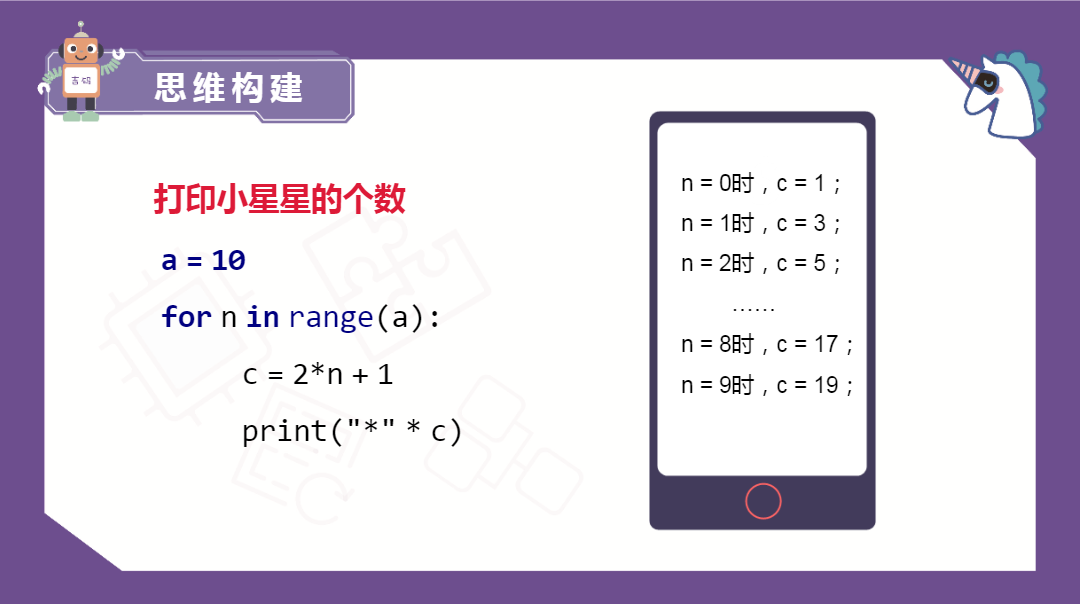 思维构建
打印小星星的个数
a = 10
for n in range(a):
c = 2*n + 1
print("*" * c)
n = 0时，c = 1；
n = 1时，c = 3；
n = 2时，c = 5；
……
n = 8时，c = 17；
n = 9时，c = 19；